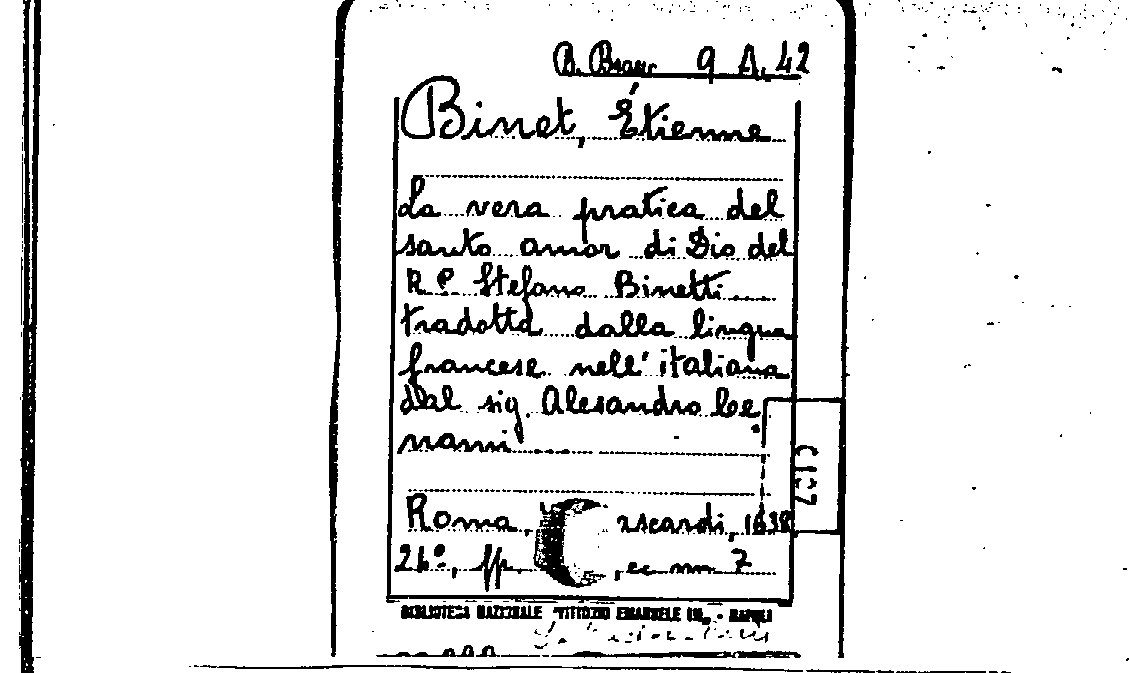 B. Branc. 9 A. 42
Binet, Étienne
La vera pratica del
santo amor di Dio del
R. P. Stefano Binetti
tradotta dalla lingua
francese nell' italiana
dal sig. Alesandro Ce
nami
Roma, ascardi, 1638
24°, pp. , cc nn 7
BIBLIOTECA NAZIONALE "VITTORIO EMANUELE III„ - NAPOLI